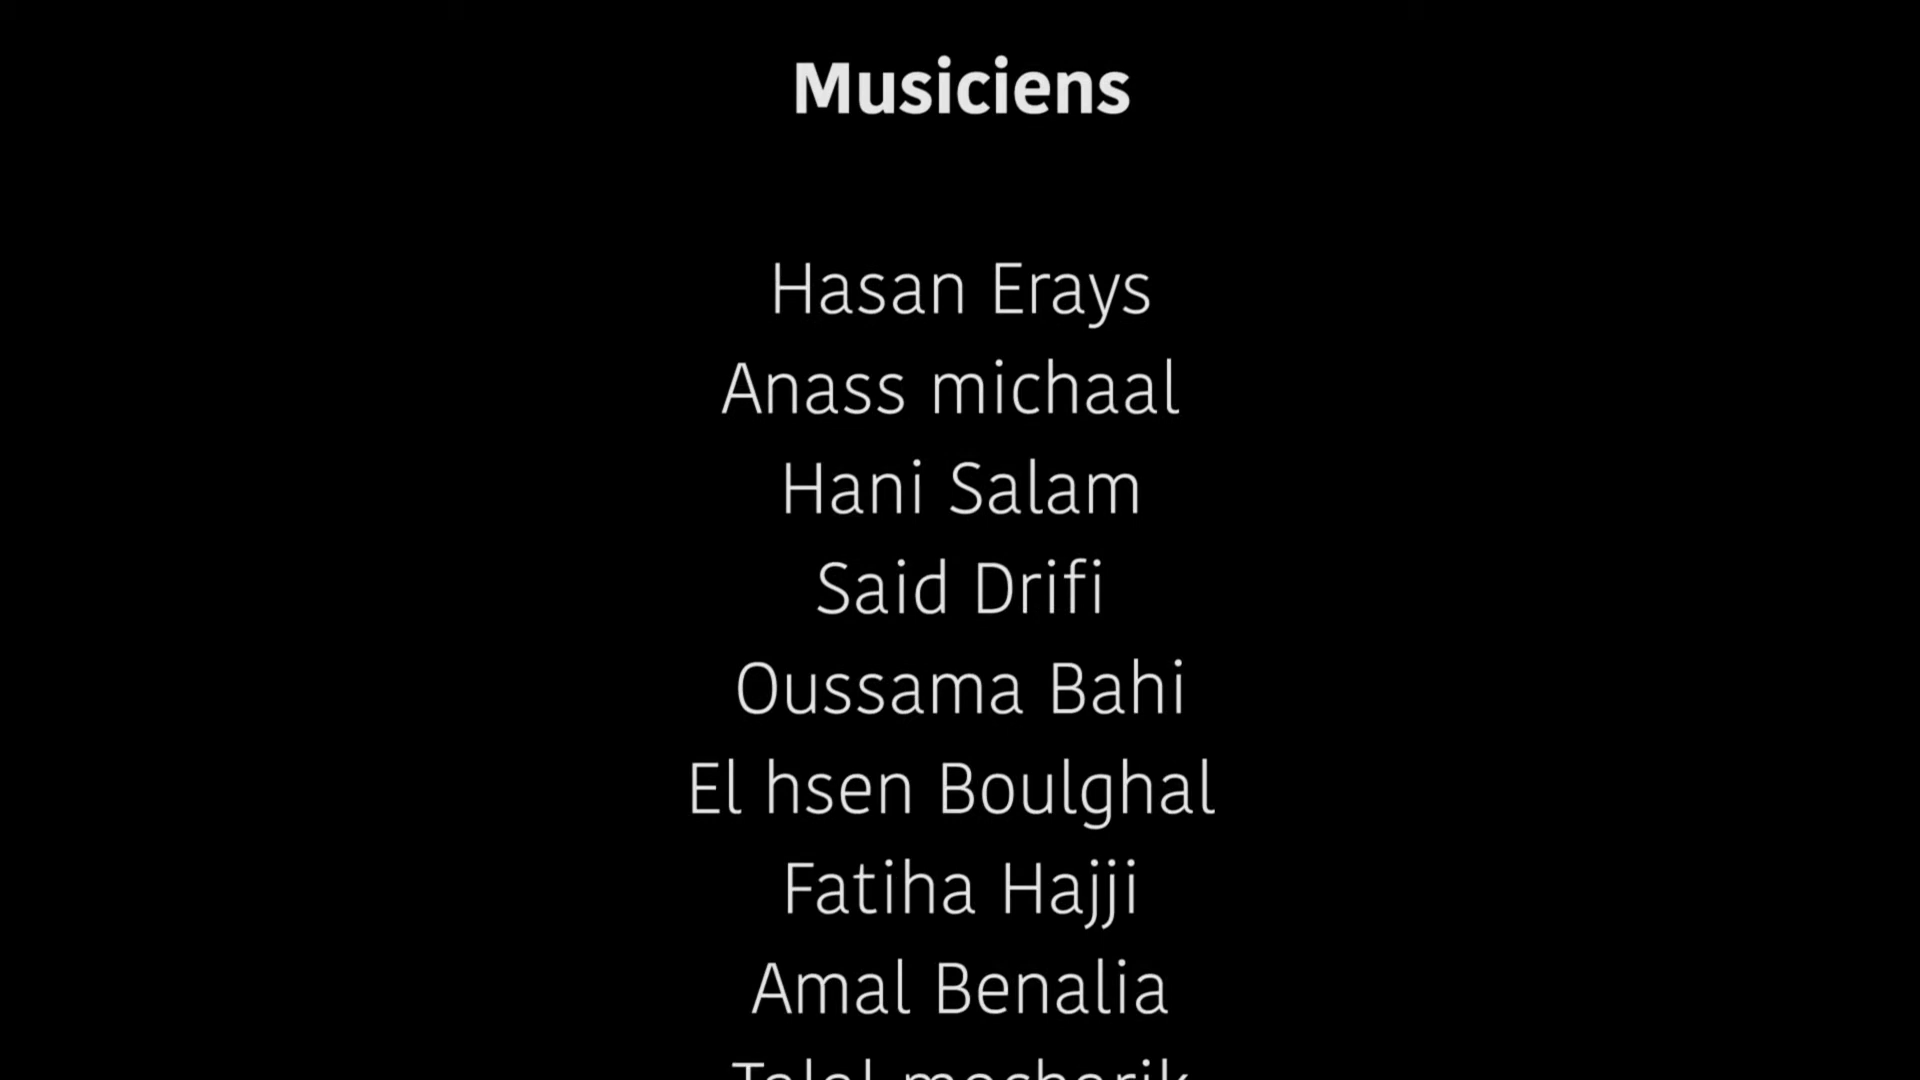 Musiciens
Hasan Erays
Anass michaal
Hani Salam
Said Drifi
Oussama Bahi
El hsen Boulghal
Fatiha Hajji
Amal Benalia